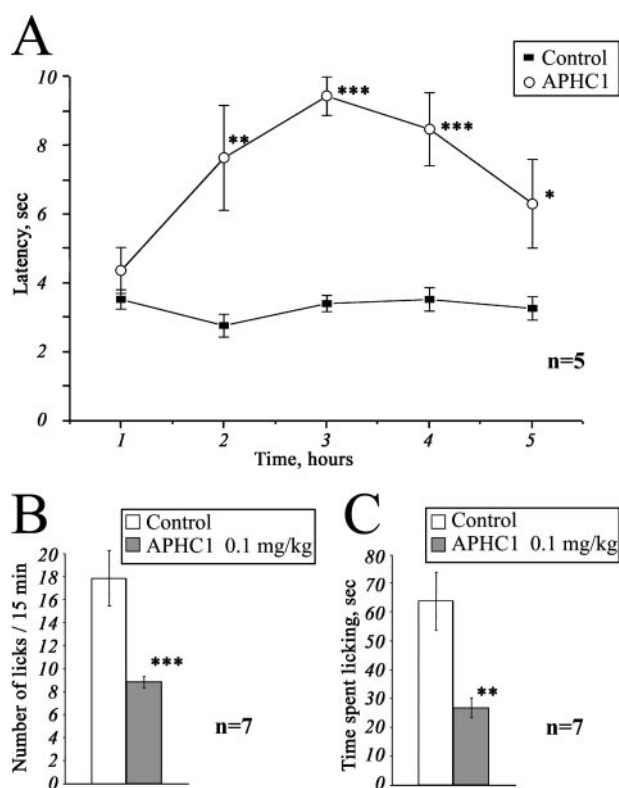 A
Control
APHC1
Latency, sec
10
8
6
4
2
0
**
***
***
*
n=5
1 2 3 4 5
Time, hours
B
Control
APHC1 0.1 mg/kg
Number of licks / 15 min
20
18
16
14
12
10
8
6
4
2
0
***
n=7
C
Control
APHC1 0.1 mg/kg
Time spent licking, sec
80
70
60
50
40
30
20
10
0
**
n=7